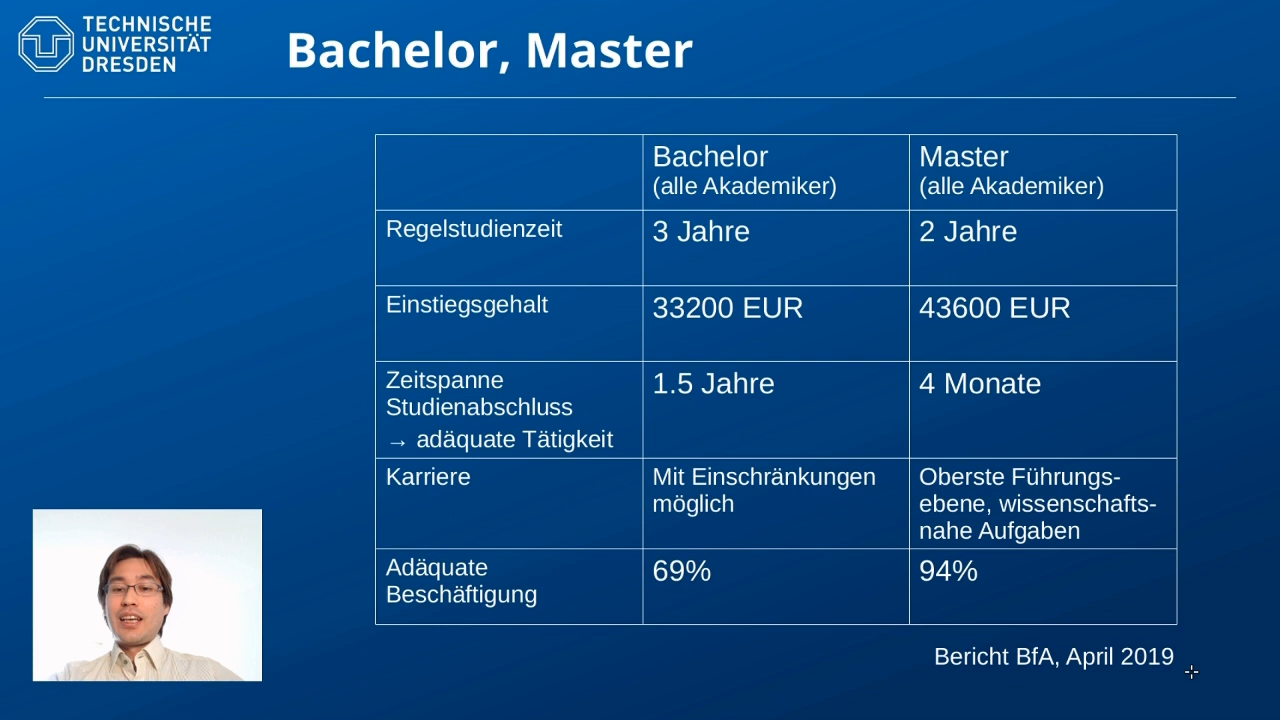 TECHNISCHE
UNIVERSITÄT
DRESDEN
Bachelor, Master
Bachelor
(alle Akademiker)
Master
(alle Akademiker)
Regelstudienzeit
3 Jahre
2 Jahre
Einstiegsgehalt
33200 EUR
43600 EUR
Zeitspanne
Studienabschluss
→ adäquate Tätigkeit
1.5 Jahre
4 Monate
Karriere
Mit Einschränkungen
möglich
Oberste Führungs-
ebene, wissenschafts-
nahe Aufgaben
Adäquate
Beschäftigung
69%
94%
Bericht BfA, April 2019